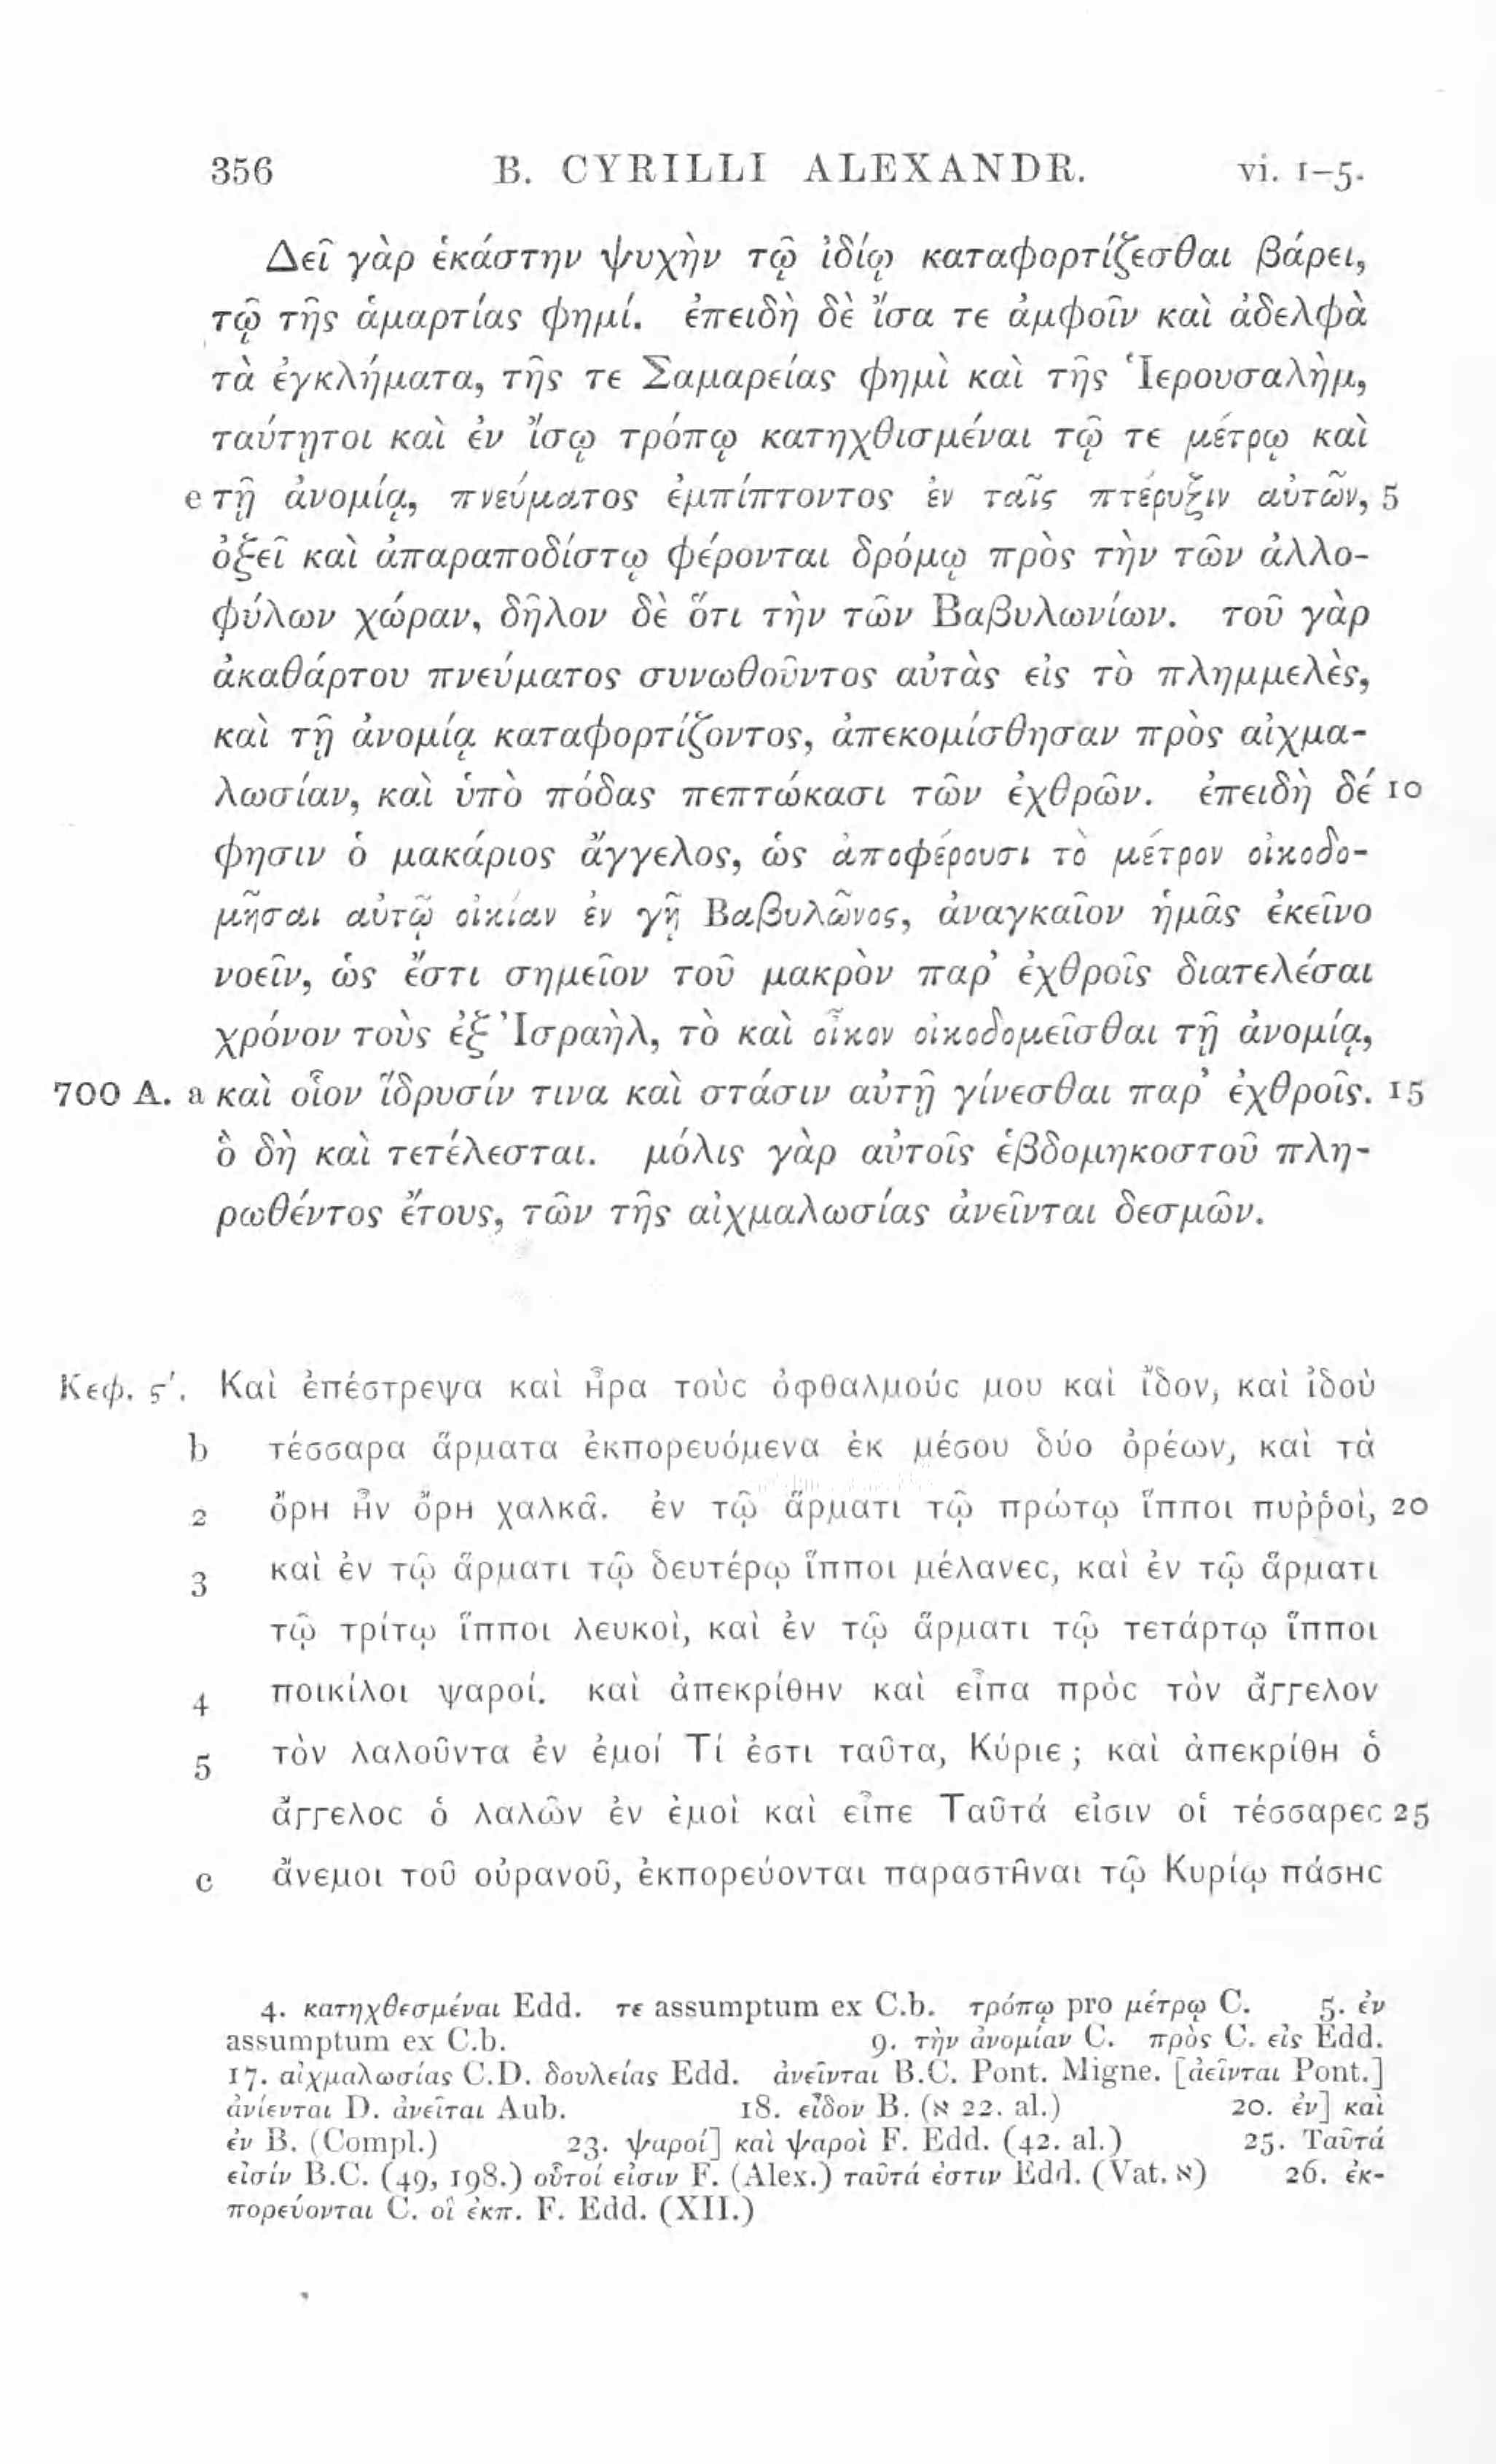 356 B. CYRILLI ALEXANDR. vi. 1–5.
Δεῖ γὰρ ἑκάστην ψυχὴν τῷ ἰδίῳ καταφορτίζεσθαι βάρει,
τῷ τῆς ἁμαρτίας φημί. ἐπειδὴ δὲ ἴσα τε ἀμφοῖν καὶ ἀδελφὰ
τὰ ἐγκλήματα, τῆς τε Σαμαρείας φημὶ καὶ τῆς Ἱερουσαλὴμ,
ταύτῃτοι καὶ ἐν ἴσῳ τρόπῳ κατηχθισμέναι τῷ τε μέτρῳ καὶ
e τῇ ἀνομίᾳ, πνεύματος ἐμπίπτοντος ἐν ταῖς πτέρυξιν αὐτῶν, 5
ὀξεῖ καὶ ἀπαραποδίστῳ φέρονται δρόμῳ πρὸς τὴν τῶν ἀλλο-
φύλων χώραν, δῆλον δὲ ὅτι τὴν τῶν Βαβυλωνίων. τοῦ γὰρ
ἀκαθάρτου πνεύματος συνωθοῦντος αὐτὰς εἰς τὸ πλημμελὲς,
καὶ τῇ ἀνομίᾳ καταφορτίζοντος, ἀπεκομίσθησαν πρὸς αἰχμα-
λωσίαν, καὶ ὑπὸ πόδας πεπτώκασι τῶν ἐχθρῶν. ἐπειδὴ δέ 10
φησιν ὁ μακάριος ἄγγελος, ὡς ἀποφέρουσι τὸ μέτρον οἰκοδο-
μῆσαι αὐτῷ οἰκίαν ἐν γῇ Βαβυλῶνος, ἀναγκαῖον ἡμᾶς ἐκεῖνο
νοεῖν, ὡς ἔστι σημεῖον τοῦ μακρὸν παρ᾽ ἐχθροῖς διατελέσαι
χρόνον τοὺς ἐξ Ἰσραὴλ, τὸ καὶ οἶκον οἰκοδομεῖσθαι τῇ ἀνομίᾳ,
700 A. a καὶ οἷον ἵδρυσίν τινα καὶ στάσιν αὐτῇ γίνεσθαι παρ᾽ ἐχθροῖς. 15
ὃ δὴ καὶ τετέλεσται. μόλις γὰρ αὐτοῖς ἑβδομηκοστοῦ πλη-
ρωθέντος ἔτους, τῶν τῆς αἰχμαλωσίας ἀνεῖνται δεσμῶν.
Κεφ. ϛʹ. Καὶ ἐπέστρεψα καὶ ἦρα τοὺς ὀφθαλμούς μου καὶ ἴδον, καὶ ἰδοὺ
b τέσσαρα ἅρματα ἐκπορευόμενα ἐκ μέσου δύο ὀρέων, καὶ τὰ
2 ὄρη ἦν ὄρη χαλκᾶ. ἐν τῷ ἅρματι τῷ πρώτῳ ἵπποι πυῤῥοὶ, 20
3 καὶ ἐν τῷ ἅρματι τῷ δευτέρῳ ἵπποι μέλανες, καὶ ἐν τῷ ἅρματι
τῷ τρίτῳ ἵπποι λευκοὶ, καὶ ἐν τῷ ἅρματι τῷ τετάρτῳ ἵπποι
4 ποικίλοι ψαροί. καὶ ἀπεκρίθην καὶ εἶπα πρὸς τὸν ἄγγελον
5 τὸν λαλοῦντα ἐν ἐμοί Τί ἐστι ταῦτα, Κύριε; καὶ ἀπεκρίθη ὁ
ἄγγελος ὁ λαλῶν ἐν ἐμοὶ καὶ εἶπε Ταῦτά εἰσιν οἱ τέσσαρες 25
c ἄνεμοι τοῦ οὐρανοῦ, ἐκπορεύονται παραστῆναι τῷ Κυρίῳ πάσης
4. κατηχθεσμέναι Edd. τε assumptum ex C.b. τρόπῳ pro μέτρῳ C. 5. ἐν
assumptum ex C.b. 9. τὴν ἀνομίαν C. πρὸς C. εἰς Edd.
17. αἰχμαλωσίας C.D. δουλείας Edd. ἀνεῖνται B.C. Pont. Migne. [ἀεῖνται Pont.]
ἀνίενται D. ἀνεῖται Aub. 18. εἶδον B. (א 22. al.) 20. ἐν] καὶ
ἐν B. (Compl.) 23. ψαροί] καὶ ψαροὶ F. Edd. (42. al.) 25. Ταῦτά
εἰσίν B.C. (49, 198.) οὗτοί εἰσιν F. (Alex.) ταῦτά ἐστιν Edd. (Vat. א) 26. ἐκ-
πορεύονται C. οἳ ἐκπ. F. Edd. (XII.)